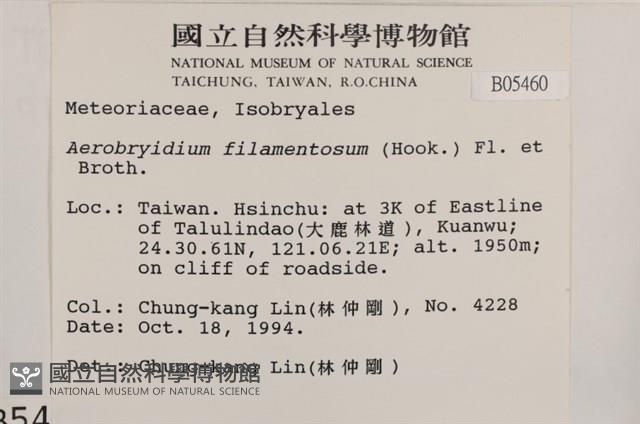 國立自然科學博物館
NATIONAL MUSEUM OF NATURAL SCIENCE
TAICHUNG, TAIWAN, R.O.CHINA
B05460
Meteoriaceae, Isobryales
Aerobryidium filamentosum (Hook.) Fl. et
Broth.
Loc.: Taiwan. Hsinchu: at 3K of Eastline
of Talulindao(大鹿林道), Kuanwu;
24.30.61N, 121.06.21E; alt. 1950m;
on cliff of roadside.
Col.: Chung-kang Lin(林仲剛), No. 4228
Date: Oct. 18, 1994.
Det.: Chung-kang Lin(林仲剛)
國立自然科學博物館
NATIONAL MUSEUM OF NATURAL SCIENCE
354